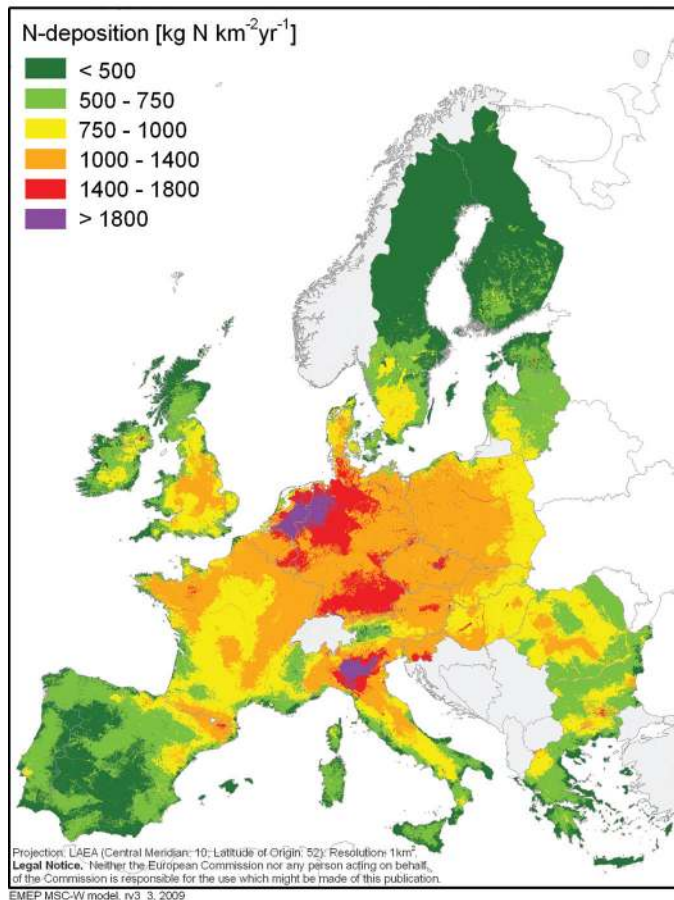 N-deposition [kg N km⁻²yr⁻¹]
< 500
500 - 750
750 - 1000
1000 - 1400
1400 - 1800
> 1800
Projection: LAEA (Central Meridian: 10; Latitude of Origin: 52); Resolution: 1km²
Legal Notice. Neither the European Commission nor any person acting on behalf
of the Commission is responsible for the use which might be made of this publication.
EMEP MSC-W model, rv3_3, 2009